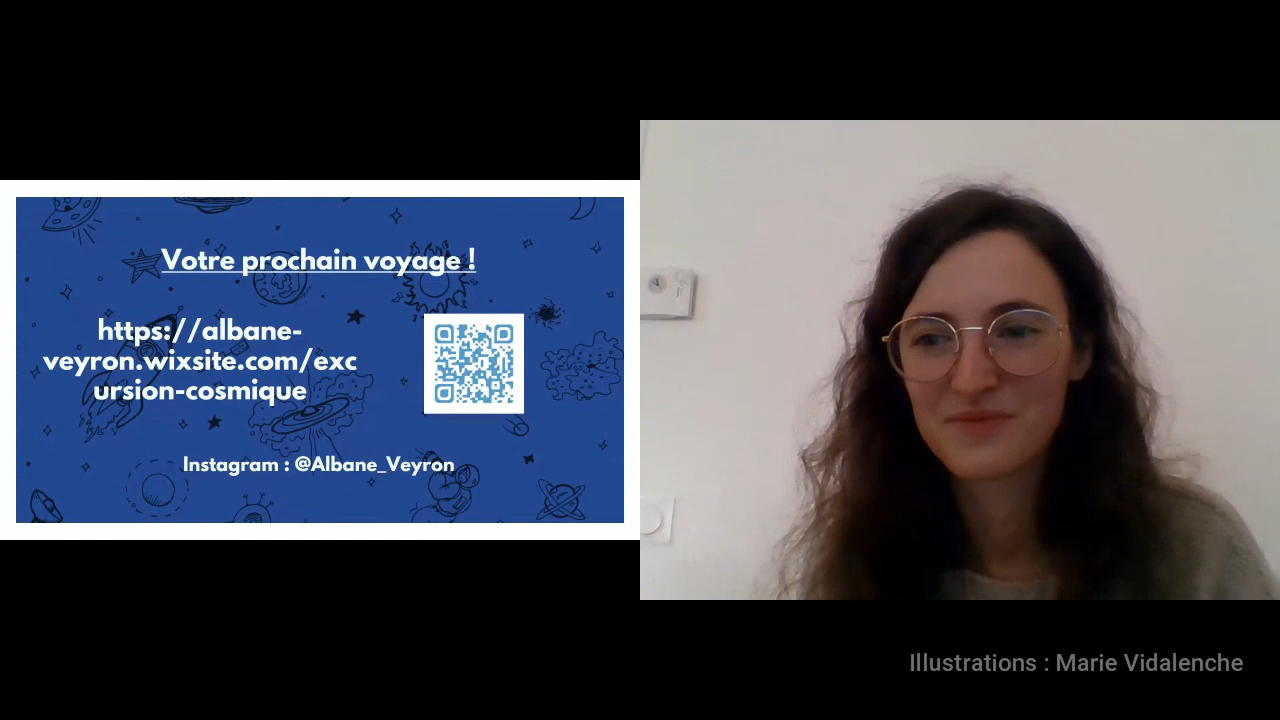 Votre prochain voyage !
https://albane-
veyron.wixsite.com/exc
ursion-cosmique
Instagram : @Albane_Veyron
Illustrations : Marie Vidalenche